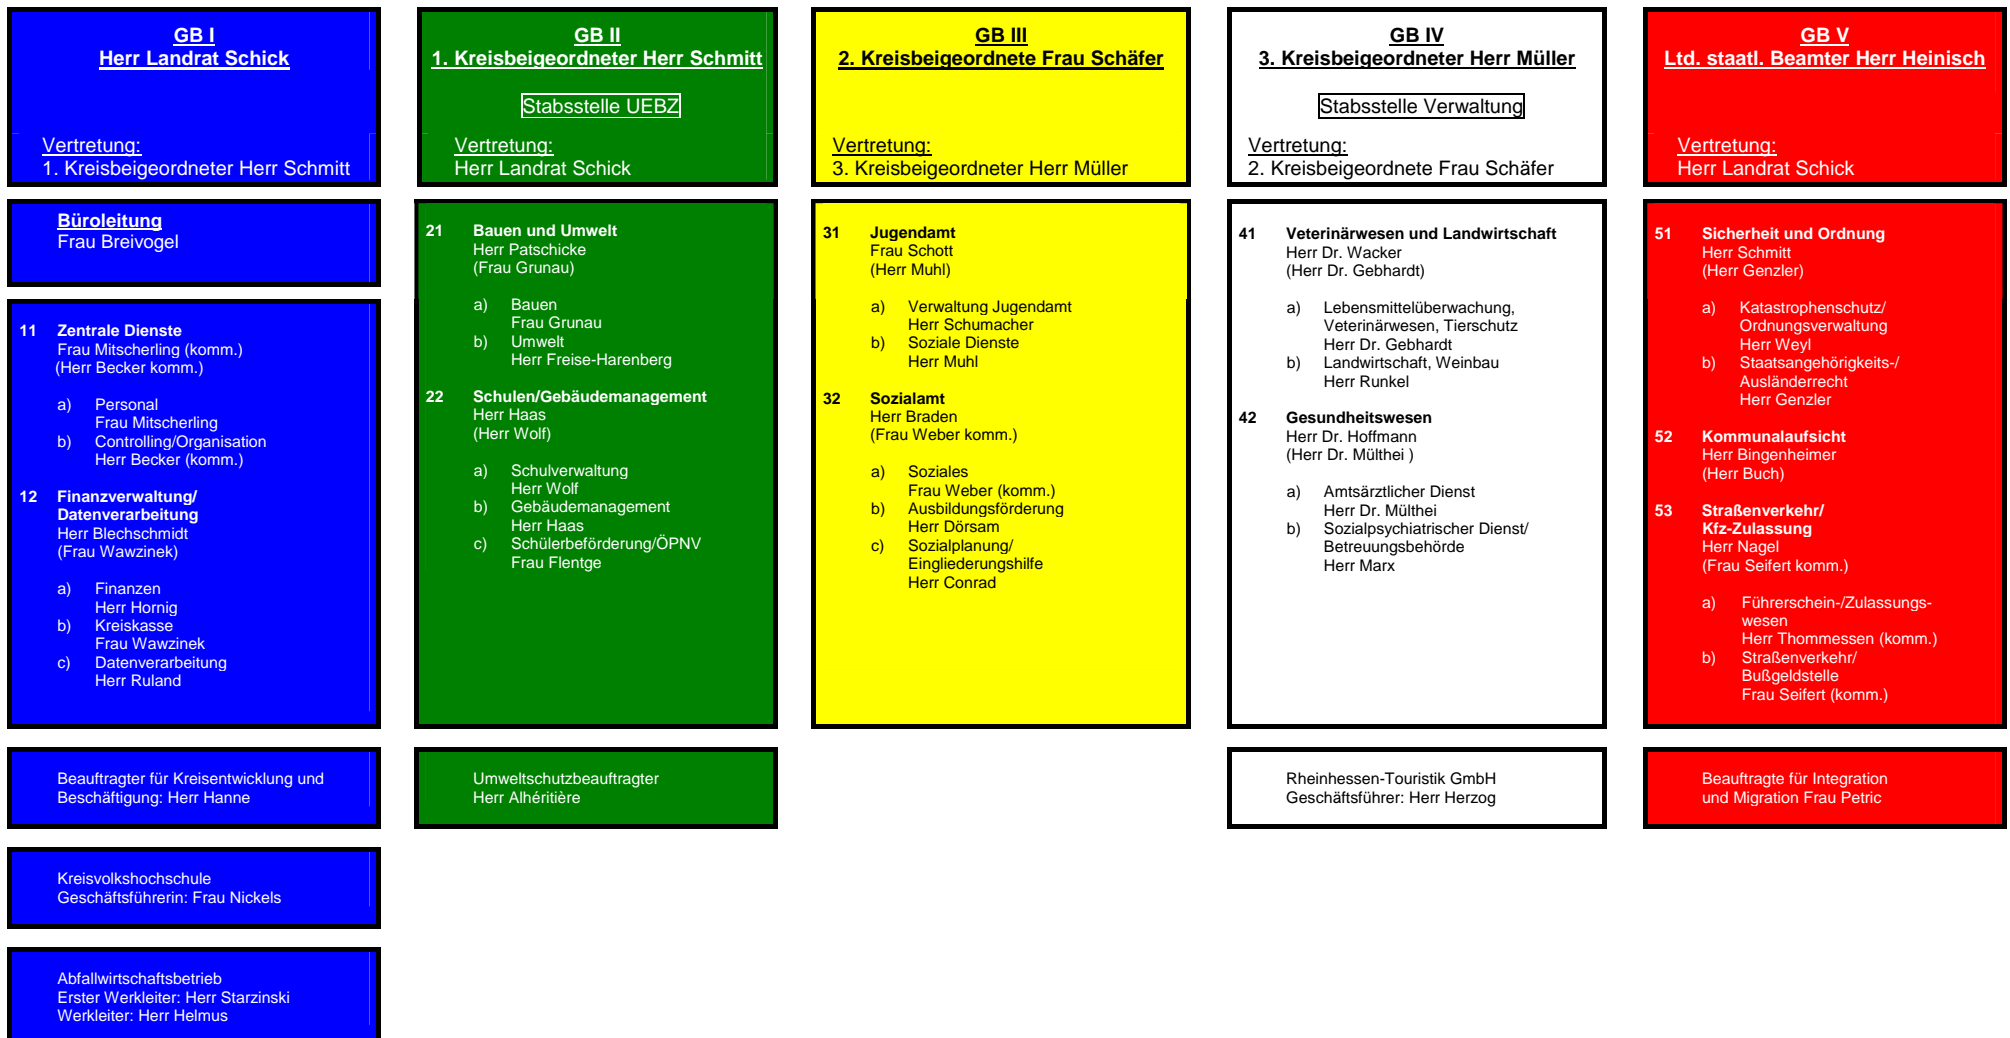 GB I
Herr Landrat Schick
Vertretung:
1. Kreisbeigeordneter Herr Schmitt
Büroleitung
Frau Breivogel
11 Zentrale Dienste
Frau Mitscherling (komm.)
(Herr Becker komm.)
a) Personal
Frau Mitscherling
b) Controlling/Organisation
Herr Becker (komm.)
12 Finanzverwaltung/
Datenverarbeitung
Herr Blechschmidt
(Frau Wawzinek)
a) Finanzen
Herr Hornig
b) Kreiskasse
Frau Wawzinek
c) Datenverarbeitung
Herr Ruland
Beauftragter für Kreisentwicklung und
Beschäftigung: Herr Hanne
Kreisvolkshochschule
Geschäftsführerin: Frau Nickels
Abfallwirtschaftsbetrieb
Erster Werkleiter: Herr Starzinski
Werkleiter: Herr Helmus
GB II
1. Kreisbeigeordneter Herr Schmitt
Stabsstelle UEBZ
Vertretung:
Herr Landrat Schick
21 Bauen und Umwelt
Herr Patschicke
(Frau Grunau)
a) Bauen
Frau Grunau
b) Umwelt
Herr Freise-Harenberg
22 Schulen/Gebäudemanagement
Herr Haas
(Herr Wolf)
a) Schulverwaltung
Herr Wolf
b) Gebäudemanagement
Herr Haas
c) Schülerbeförderung/ÖPNV
Frau Flentge
Umweltschutzbeauftragter
Herr Alhéritière
GB III
2. Kreisbeigeordnete Frau Schäfer
Vertretung:
3. Kreisbeigeordneter Herr Müller
31 Jugendamt
Frau Schott
(Herr Muhl)
a) Verwaltung Jugendamt
Herr Schumacher
b) Soziale Dienste
Herr Muhl
32 Sozialamt
Herr Braden
(Frau Weber komm.)
a) Soziales
Frau Weber (komm.)
b) Ausbildungsförderung
Herr Dörsam
c) Sozialplanung/
Eingliederungshilfe
Herr Conrad
GB IV
3. Kreisbeigeordneter Herr Müller
Stabsstelle Verwaltung
Vertretung:
2. Kreisbeigeordnete Frau Schäfer
41 Veterinärwesen und Landwirtschaft
Herr Dr. Wacker
(Herr Dr. Gebhardt)
a) Lebensmittelüberwachung,
Veterinärwesen, Tierschutz
Herr Dr. Gebhardt
b) Landwirtschaft, Weinbau
Herr Runkel
42 Gesundheitswesen
Herr Dr. Hoffmann
(Herr Dr. Mülthei )
a) Amtsärztlicher Dienst
Herr Dr. Mülthei
b) Sozialpsychiatrischer Dienst/
Betreuungsbehörde
Herr Marx
Rheinhessen-Touristik GmbH
Geschäftsführer: Herr Herzog
GB V
Ltd. staatl. Beamter Herr Heinisch
Vertretung:
Herr Landrat Schick
51 Sicherheit und Ordnung
Herr Schmitt
(Herr Genzler)
a) Katastrophenschutz/
Ordnungsverwaltung
Herr Weyl
b) Staatsangehörigkeits-/
Ausländerrecht
Herr Genzler
52 Kommunalaufsicht
Herr Bingenheimer
(Herr Buch)
53 Straßenverkehr/
Kfz-Zulassung
Herr Nagel
(Frau Seifert komm.)
a) Führerschein-/Zulassungs-
wesen
Herr Thommessen (komm.)
b) Straßenverkehr/
Bußgeldstelle
Frau Seifert (komm.)
Beauftragte für Integration
und Migration Frau Petric